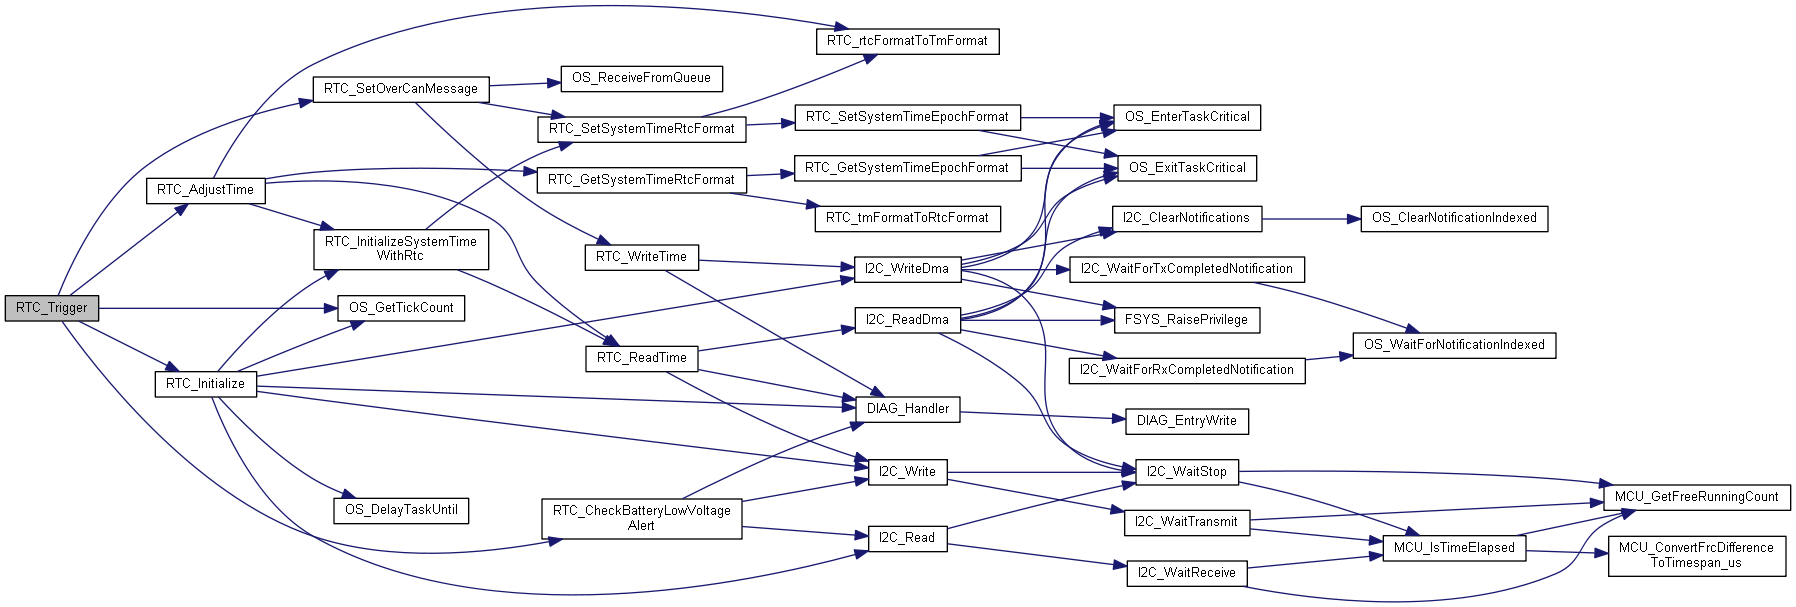 RTC_Trigger
RTC_AdjustTime
RTC_Initialize
RTC_SetOverCanMessage
RTC_InitializeSystemTime
WithRtc
OS_GetTickCount
OS_DelayTaskUntil
OS_ReceiveFromQueue
RTC_SetSystemTimeRtcFormat
RTC_GetSystemTimeRtcFormat
RTC_WriteTime
RTC_ReadTime
RTC_CheckBatteryLowVoltage
Alert
RTC_rtcFormatToTmFormat
RTC_SetSystemTimeEpochFormat
RTC_GetSystemTimeEpochFormat
RTC_tmFormatToRtcFormat
I2C_WriteDma
I2C_ReadDma
DIAG_Handler
I2C_Write
I2C_Read
OS_EnterTaskCritical
OS_ExitTaskCritical
I2C_ClearNotifications
I2C_WaitForTxCompletedNotification
FSYS_RaisePrivilege
I2C_WaitForRxCompletedNotification
DIAG_EntryWrite
I2C_WaitStop
I2C_WaitTransmit
I2C_WaitReceive
OS_ClearNotificationIndexed
OS_WaitForNotificationIndexed
MCU_IsTimeElapsed
MCU_GetFreeRunningCount
MCU_ConvertFrcDifference
ToTimespan_us